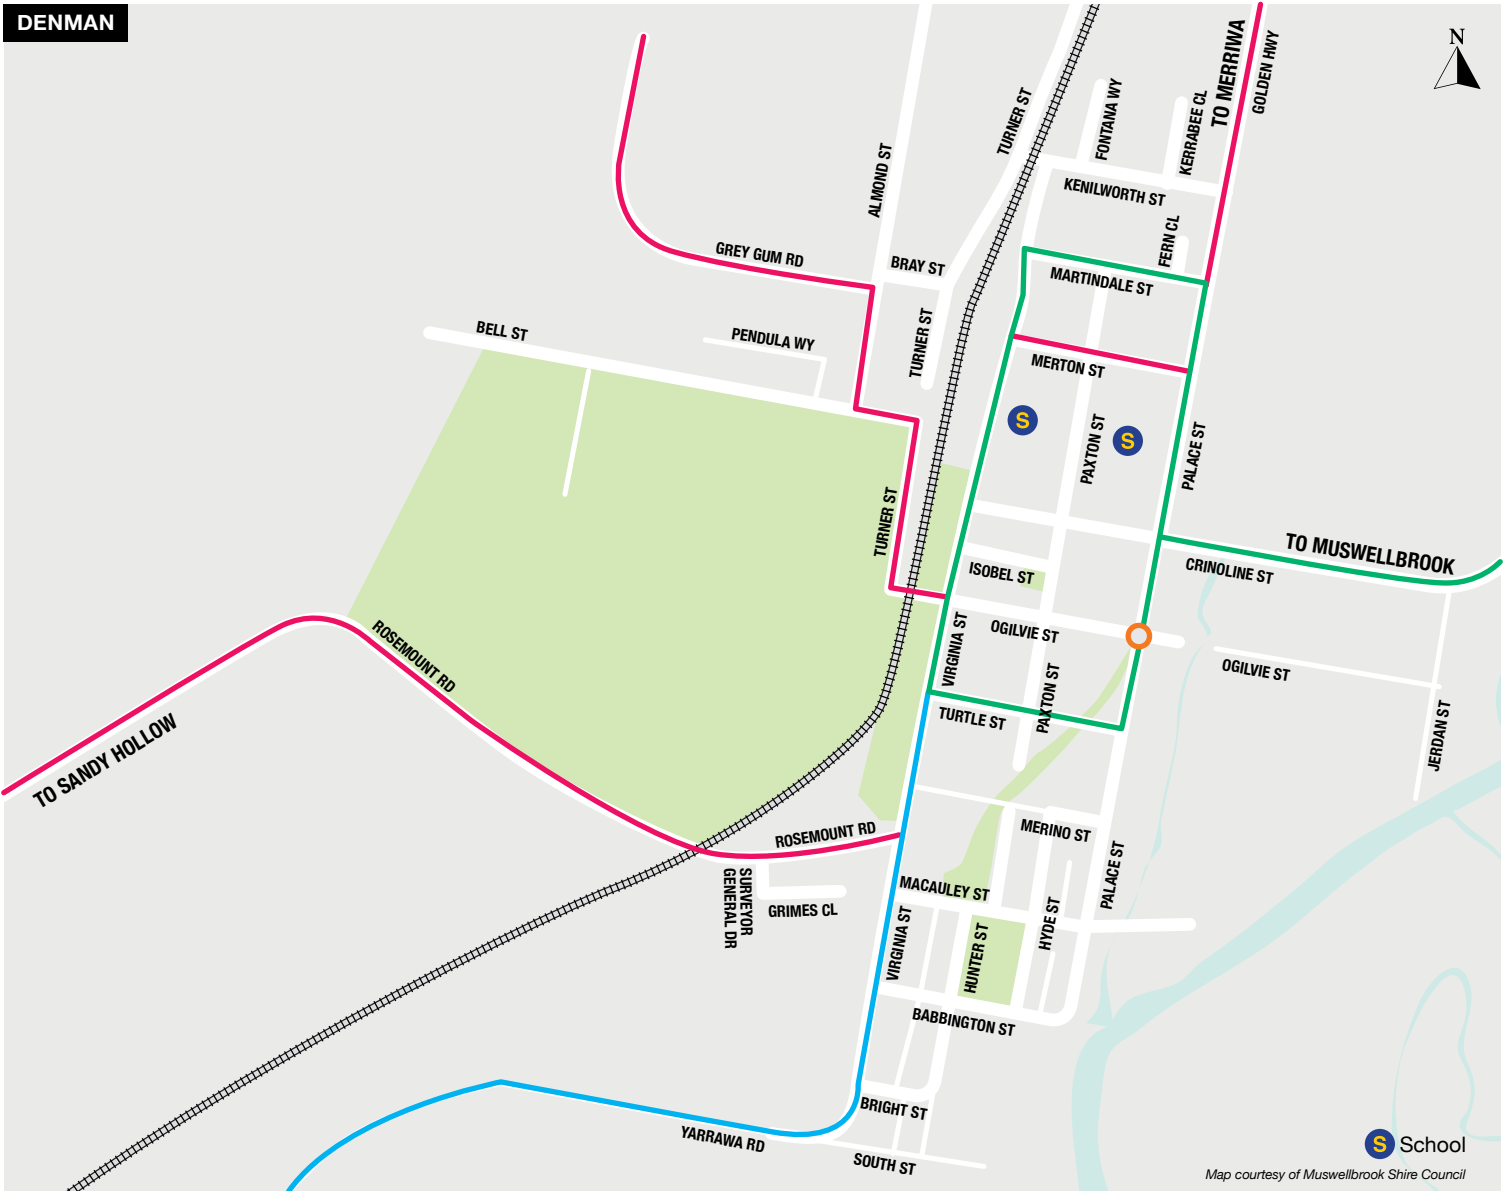 DENMAN
N
TO MERRIWA
GOLDEN HWY
TURNER ST
FONTANA WY
KERRABEE CL
ALMOND ST
KENILWORTH ST
FERN CL
GREY GUM RD
BRAY ST
MARTINDALE ST
TURNER ST
BELL ST
PENDULA WY
MERTON ST
S
S
PAXTON ST
PALACE ST
TURNER ST
TO MUSWELLBROOK
ISOBEL ST
CRINOLINE ST
VIRGINIA ST
OGILVIE ST
OGILVIE ST
ROSEMOUNT RD
PAXTON ST
TURTLE ST
JERDAN ST
TO SANDY HOLLOW
ROSEMOUNT RD
MERINO ST
PALACE ST
SURVEYOR
GENERAL DR
GRIMES CL
MACAULEY ST
VIRGINIA ST
HUNTER ST
HYDE ST
BABBINGTON ST
BRIGHT ST
YARRAWA RD
SOUTH ST
S School
Map courtesy of Muswellbrook Shire Council